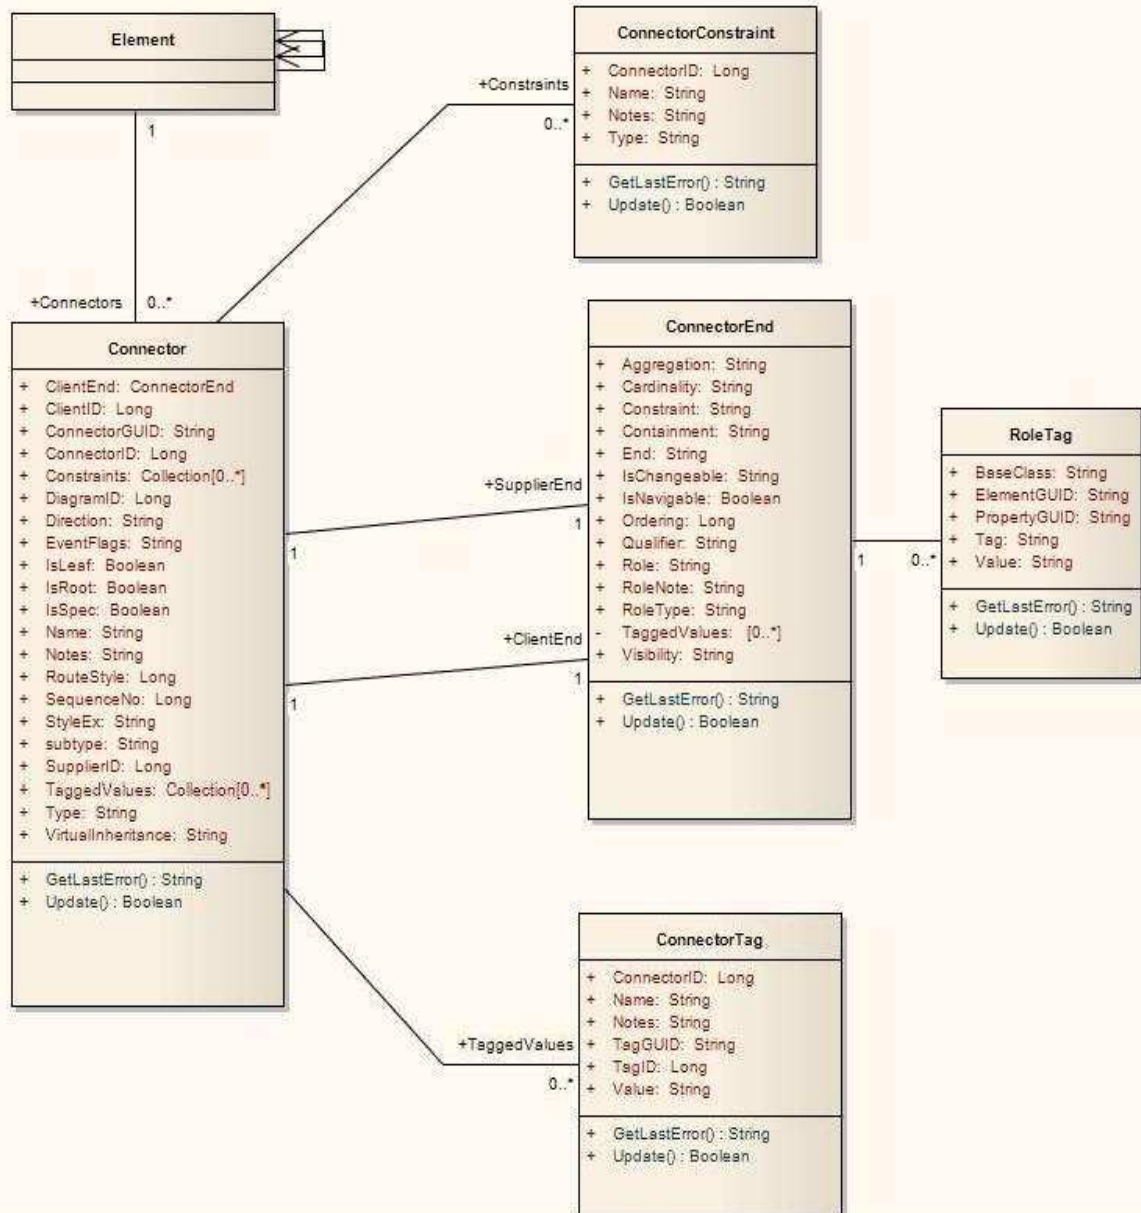 Element
1
+Connectors
0..*
+Constraints
0..*
ConnectorConstraint
+ ConnectorID: Long
+ Name: String
+ Notes: String
+ Type: String
+ GetLastError() : String
+ Update() : Boolean
Connector
+ ClientEnd: ConnectorEnd
+ ClientID: Long
+ ConnectorGUID: String
+ ConnectorID: Long
+ Constraints: Collection[0..*]
+ DiagramID: Long
+ Direction: String
+ EventFlags: String
+ IsLeaf: Boolean
+ IsRoot: Boolean
+ IsSpec: Boolean
+ Name: String
+ Notes: String
+ RouteStyle: Long
+ SequenceNo: Long
+ StyleEx: String
+ subtype: String
+ SupplierID: Long
+ TaggedValues: Collection[0..*]
+ Type: String
+ VirtualInheritance: String
+ GetLastError() : String
+ Update() : Boolean
+SupplierEnd
1
1
+ClientEnd
1
1
ConnectorEnd
+ Aggregation: String
+ Cardinality: String
+ Constraint: String
+ Containment: String
+ End: String
+ IsChangeable: String
+ IsNavigable: Boolean
+ Ordering: Long
+ Qualifier: String
+ Role: String
+ RoleNote: String
+ RoleType: String
- TaggedValues: [0..*]
+ Visibility: String
+ GetLastError() : String
+ Update() : Boolean
1
0..*
RoleTag
+ BaseClass: String
+ ElementGUID: String
+ PropertyGUID: String
+ Tag: String
+ Value: String
+ GetLastError() : String
+ Update() : Boolean
+TaggedValues
0..*
ConnectorTag
+ ConnectorID: Long
+ Name: String
+ Notes: String
+ TagGUID: String
+ TagID: Long
+ Value: String
+ GetLastError() : String
+ Update() : Boolean